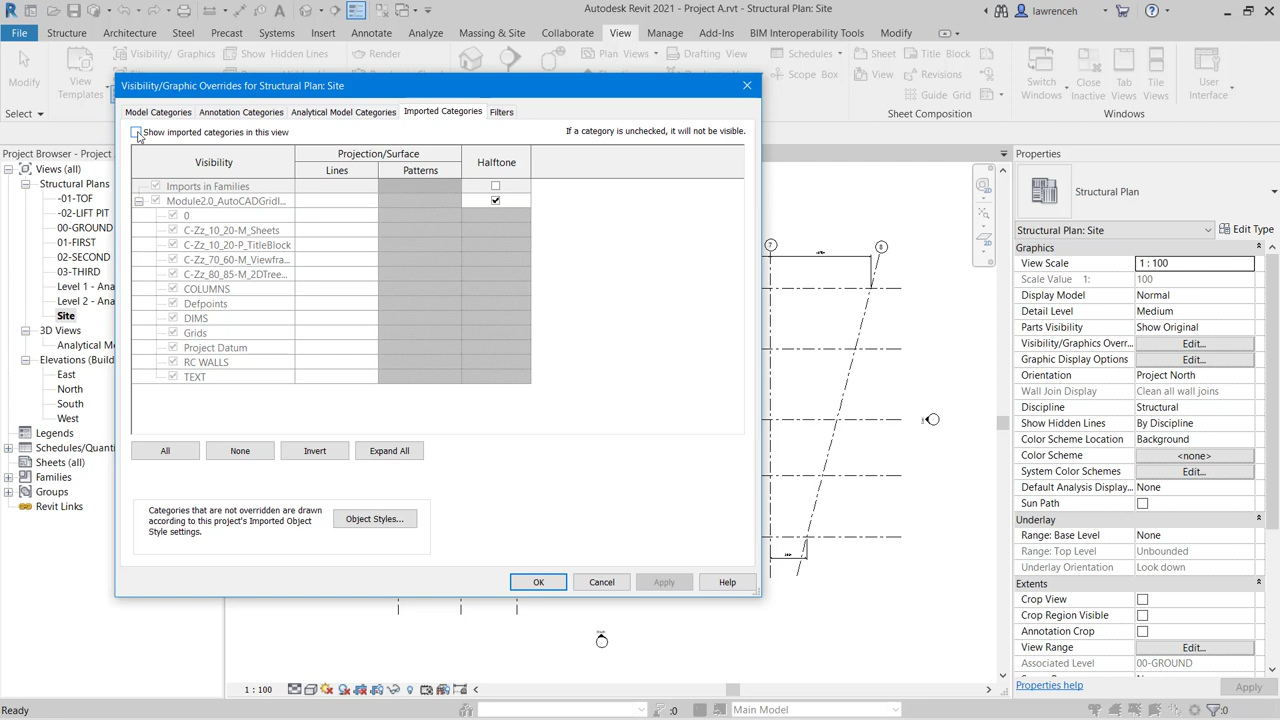 Autodesk Revit 2021 - Project A.rvt - Structural Plan: Site
lawrenceh
File
Structure
Architecture
Steel
Precast
Systems
Insert
Annotate
Analyze
Massing & Site
Collaborate
View
Manage
Add-Ins
BIM Interoperability Tools
Modify
Modify
View
Templates
Visibility/ Graphics
Show Hidden Lines
Render
Plan Views
Drafting View
Schedules
Scope Box
Sheet
View
Title Block
Revisions
Guide Grid
Switch
Windows
Close
Inactive
Tab
Views
Tile
Views
User
Interface
Select
Sheet Composition
Windows
Visibility/Graphic Overrides for Structural Plan: Site
Model Categories
Annotation Categories
Analytical Model Categories
Imported Categories
Filters
Show imported categories in this view
If a category is unchecked, it will not be visible.
Visibility
Projection/Surface
Halftone
Lines
Patterns
Imports in Families
Module2.0_AutoCADGridI...
0
C-Zz_10_20-M_Sheets
C-Zz_10_20-P_TitleBlock
C-Zz_70_60-M_Viewfra...
C-Zz_80_85-M_2DTree...
COLUMNS
Defpoints
DIMS
Grids
Project Datum
RC WALLS
TEXT
All
None
Invert
Expand All
Categories that are not overridden are drawn
according to this project's Imported Object
Style settings.
Object Styles...
OK
Cancel
Apply
Help
Project Browser - Project
Views (all)
Structural Plans
-01-TOF
-02-LIFT PIT
00-GROUND
01-FIRST
02-SECOND
03-THIRD
Level 1 - Ana
Level 2 - Ana
Site
3D Views
Analytical M
Elevations (Build
East
North
South
West
Legends
Schedules/Quanti
Sheets (all)
Families
Groups
Revit Links
7
8
Properties
Structural Plan
Structural Plan: Site
Edit Type
Graphics
View Scale
1 : 100
Scale Value 1:
100
Display Model
Normal
Detail Level
Medium
Parts Visibility
Show Original
Visibility/Graphics Overr...
Edit...
Graphic Display Options
Edit...
Orientation
Project North
Wall Join Display
Clean all wall joins
Discipline
Structural
Show Hidden Lines
By Discipline
Color Scheme Location
Background
Color Scheme
<none>
System Color Schemes
Edit...
Default Analysis Display...
None
Sun Path
Underlay
Range: Base Level
None
Range: Top Level
Unbounded
Underlay Orientation
Look down
Extents
Crop View
Crop Region Visible
Annotation Crop
View Range
Edit...
Associated Level
00-GROUND
Properties help
Apply
1 : 100
Ready
:0
Main Model
:0